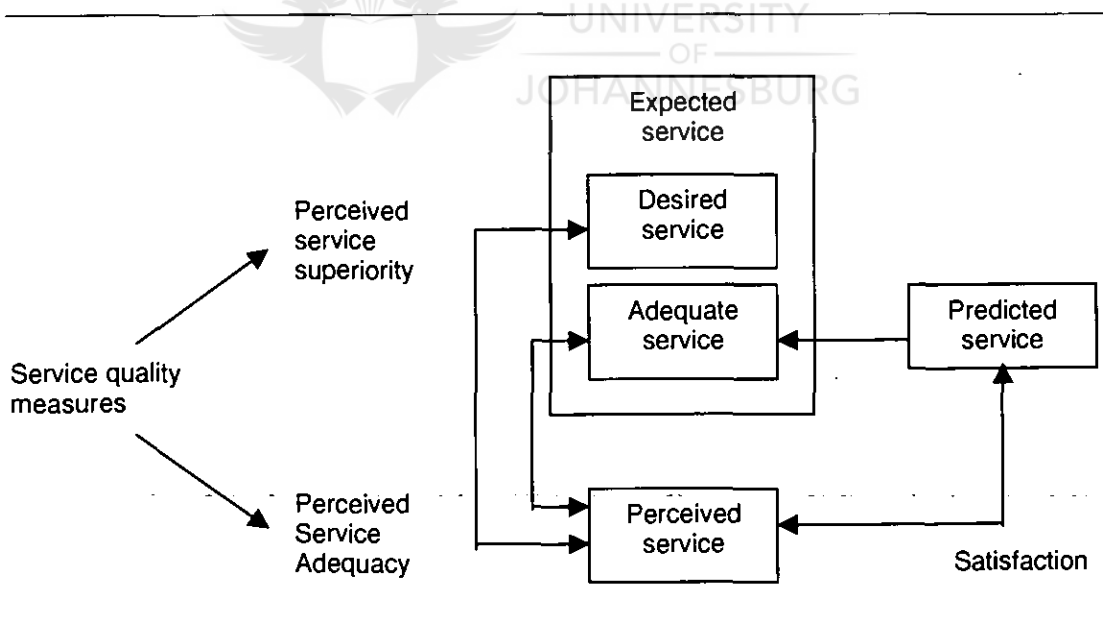 UNIVERSITY
OF
JOHANNESBURG
Expected
service
Desired
service
Perceived
service
superiority
Adequate
service
Predicted
service
Service quality
measures
Perceived
Service
Adequacy
Perceived
service
Satisfaction